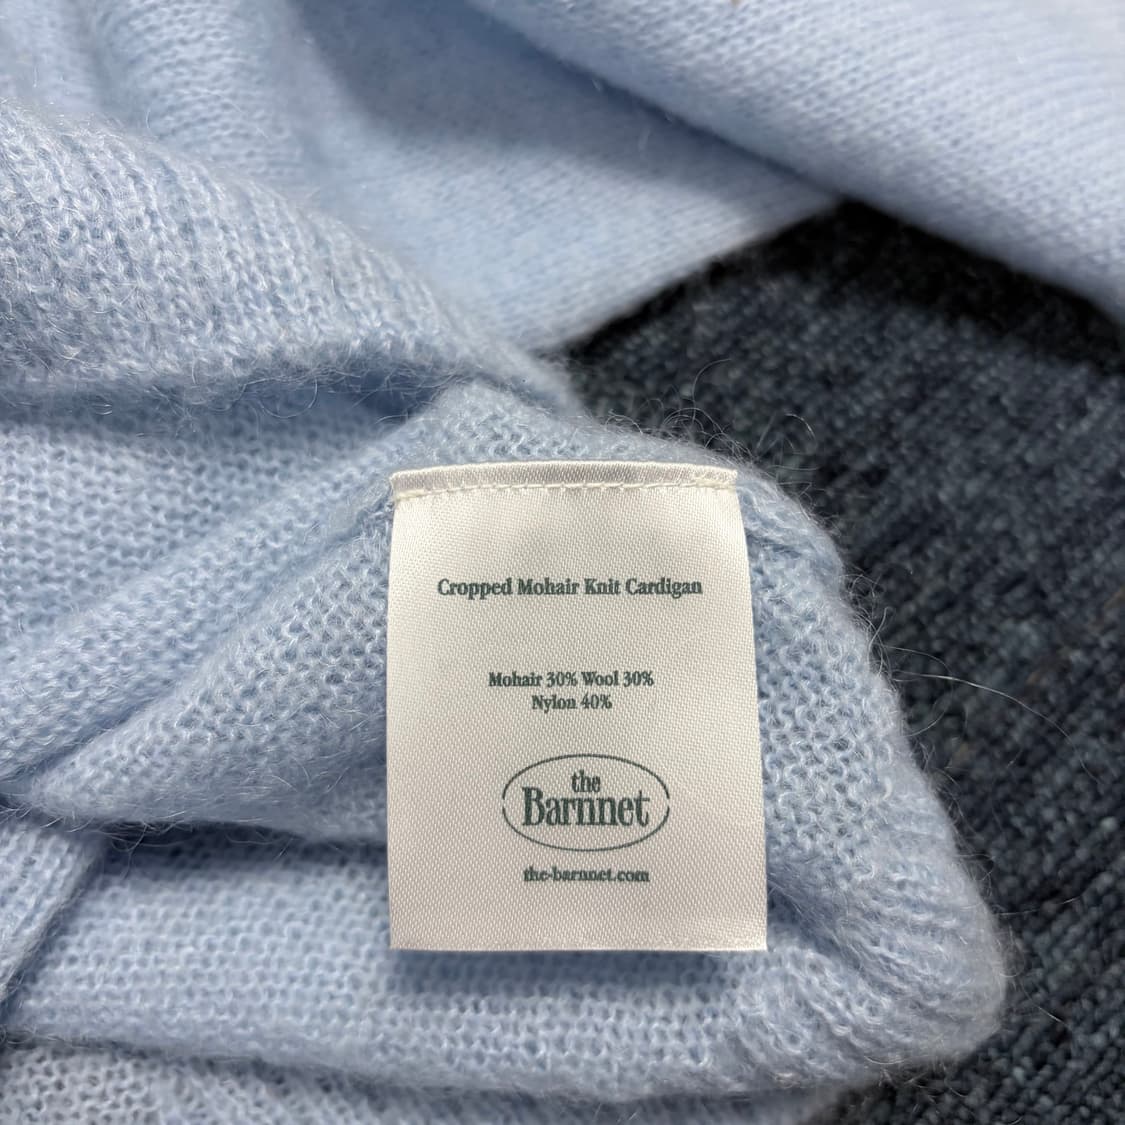 Cropped Mohair Knit Cardigan
Mohair 30% Wool 30%
Nylon 40%
the
Barnnet
the-barnnet.com